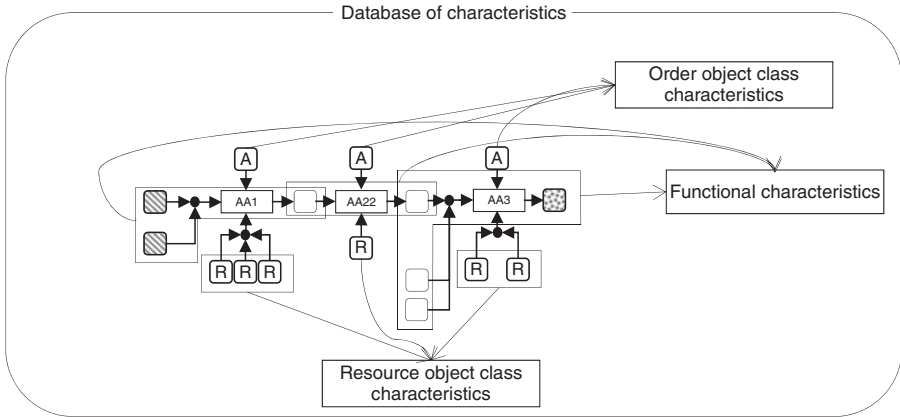 Database of characteristics
Order object class
characteristics
A A A
Functional characteristics
AA1 AA22 AA3
R
R R R R R
Resource object class
characteristics